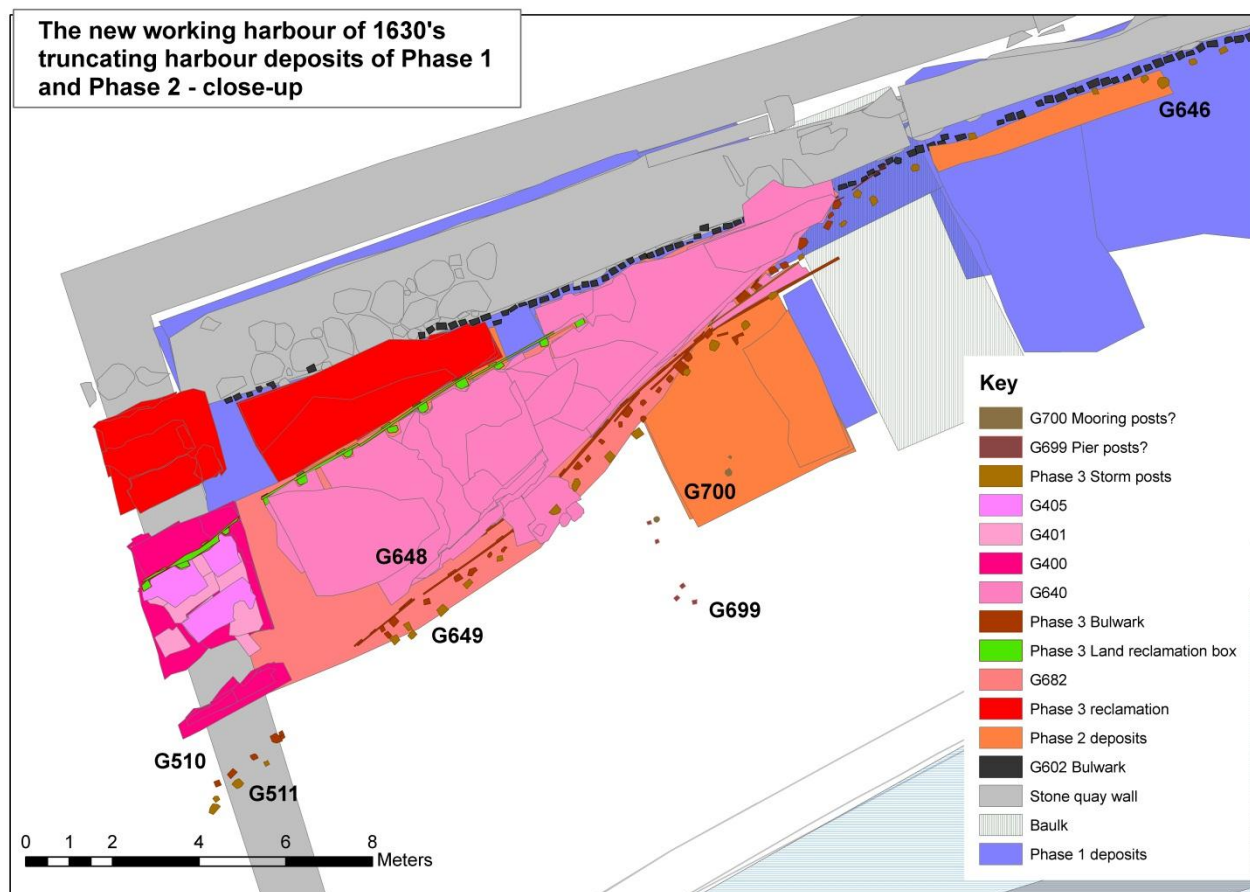 The new working harbour of 1630's
truncating harbour deposits of Phase 1
and Phase 2 - close-up
G646
G700
G648
G699
G649
G510
G511
0 1 2 4 6 8
Meters
Key
G700 Mooring posts?
G699 Pier posts?
Phase 3 Storm posts
G405
G401
G400
G640
Phase 3 Bulwark
Phase 3 Land reclamation box
G682
Phase 3 reclamation
Phase 2 deposits
G602 Bulwark
Stone quay wall
Baulk
Phase 1 deposits